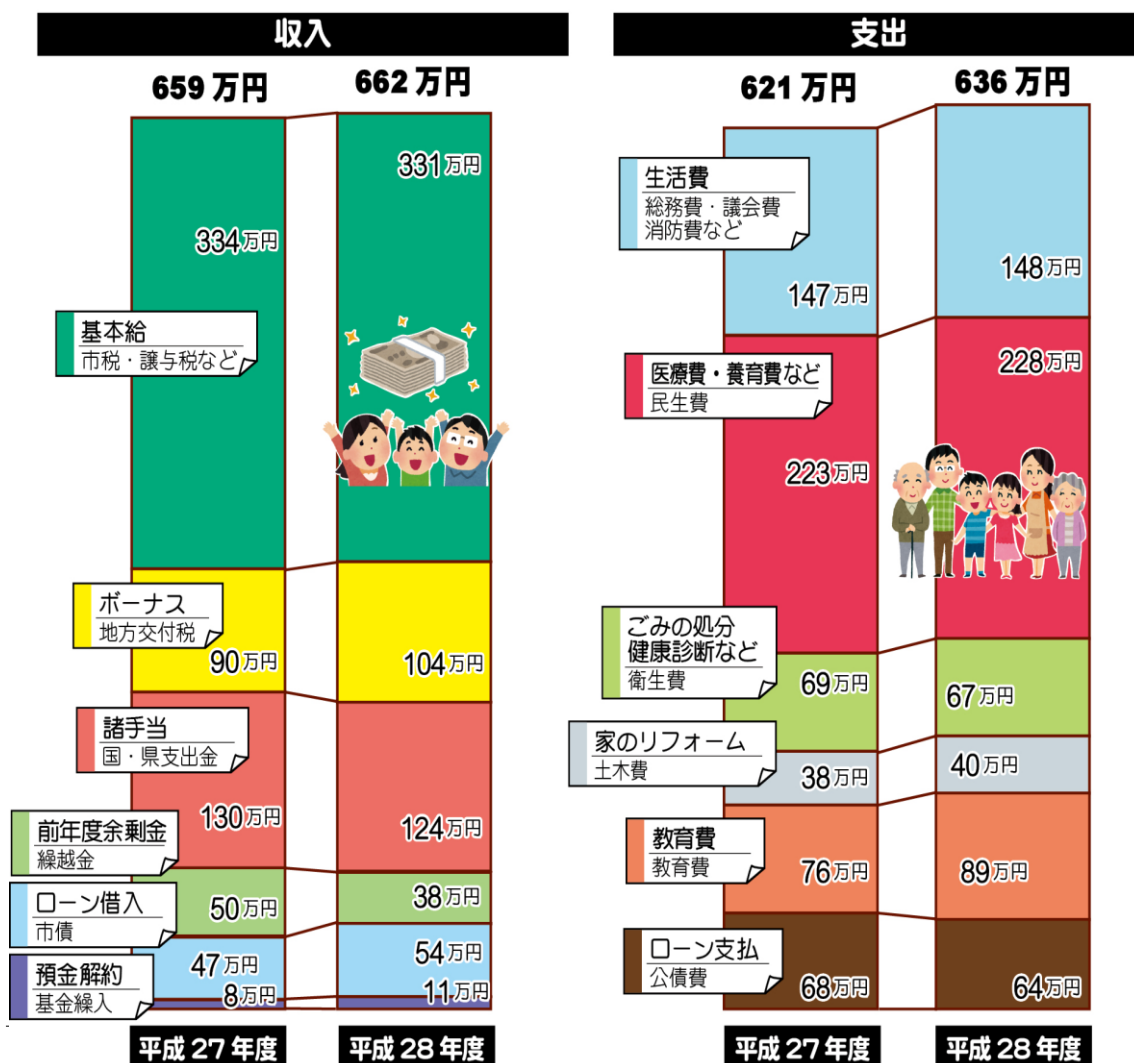 収入
659万円
662万円
331万円
334万円
基本給
市税・譲与税など
ボーナス
地方交付税
90万円
104万円
諸手当
国・県支出金
130万円
124万円
前年度余剰金
繰越金
50万円
38万円
ローン借入
市債
47万円
54万円
預金解約
基金繰入
8万円
11万円
平成27年度
平成28年度
支出
621万円
636万円
生活費
総務費・議会費
消防費など
147万円
148万円
医療費・養育費など
民生費
223万円
228万円
ごみの処分
健康診断など
衛生費
69万円
67万円
家のリフォーム
土木費
38万円
40万円
教育費
教育費
76万円
89万円
ローン支払
公債費
68万円
64万円
平成27年度
平成28年度